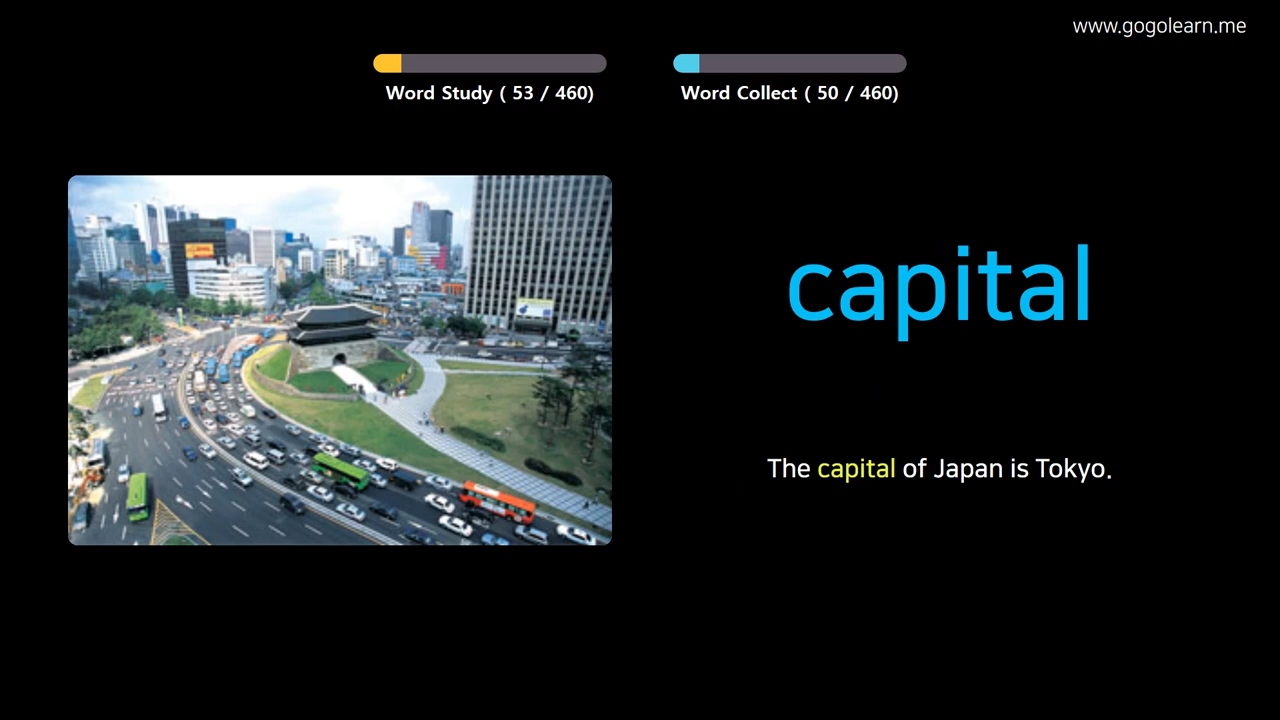 www.gogolearn.me
Word Study ( 53 / 460)
Word Collect ( 50 / 460)
capital
The capital of Japan is Tokyo.